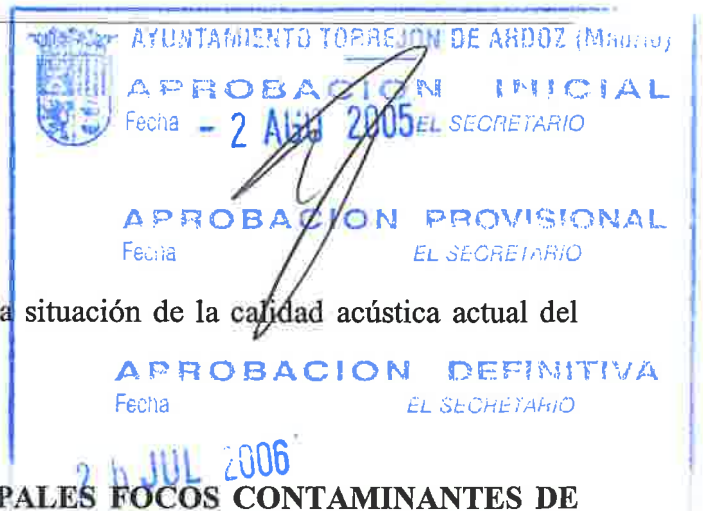 AYUNTAMIENTO TORREJON DE ARDOZ (Madrid)
APROBACION INICIAL
Fecha - 2 AGO 2005 EL SECRETARIO
APROBACION PROVISIONAL
Fecha EL SECRETARIO
a situación de la calidad acústica actual del
APROBACION DEFINITIVA
Fecha EL SECRETARIO
JUL 2006
PALES FOCOS CONTAMINANTES DE